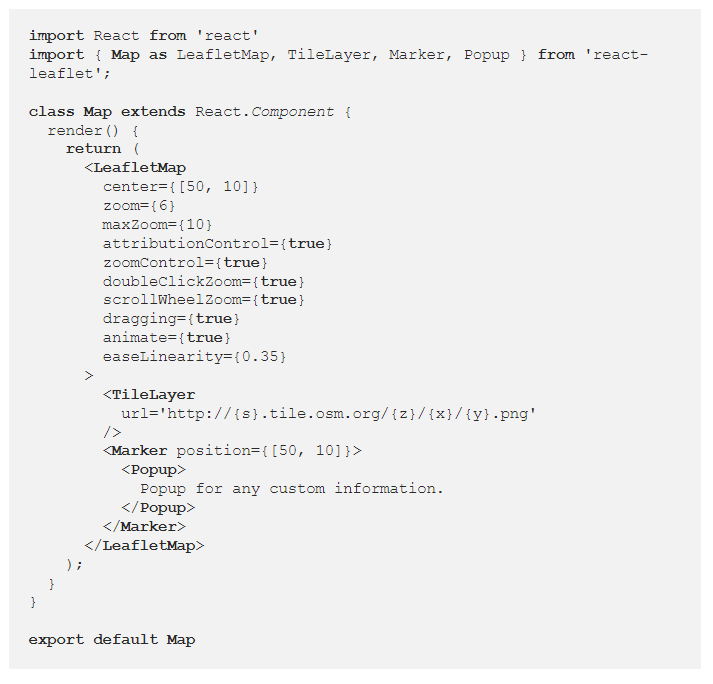 import React from 'react'
import { Map as LeafletMap, TileLayer, Marker, Popup } from 'react-
leaflet';

class Map extends React.Component {
  render() {
    return (
      <LeafletMap
        center={[50, 10]}
        zoom={6}
        maxZoom={10}
        attributionControl={true}
        zoomControl={true}
        doubleClickZoom={true}
        scrollWheelZoom={true}
        dragging={true}
        animate={true}
        easeLinearity={0.35}
      >
        <TileLayer
          url='http://{s}.tile.osm.org/{z}/{x}/{y}.png'
        />
        <Marker position={[50, 10]}>
          <Popup>
            Popup for any custom information.
          </Popup>
        </Marker>
      </LeafletMap>
    );
  }
}

export default Map